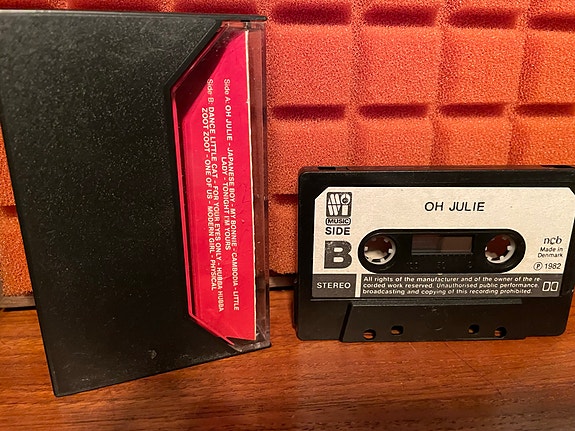 Side A: OH JULIE - JAPANESE BOY - MY BONNIE - CAMBODIA - LITTLE
LADY - TONIGHT I'M YOURS
Side B: DANCE LITTLE CAT - FOR YOUR EYES ONLY - HUBBA HUBBA
ZOOT ZOOT - ONE OF US - MODERN GIRL - PHYSICAL
MUSIC
SIDE
B
OH JULIE
ncb
Made in
Denmark
℗ 1982
STEREO
All rights of the manufacturer and of the owner of the re-
corded work reserved. Unauthorised public performance,
broadcasting and copying of this recording prohibited.